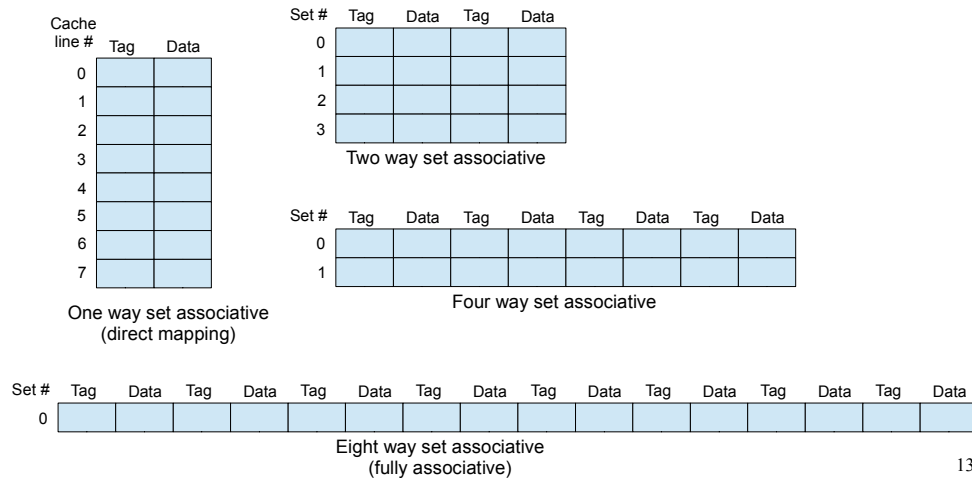 Cache
line # Tag Data
0
1
2
3
4
5
6
7
One way set associative
(direct mapping)
Set # Tag Data Tag Data
0
1
2
3
Two way set associative
Set # Tag Data Tag Data Tag Data Tag Data
0
1
Four way set associative
Set # Tag Data Tag Data Tag Data Tag Data Tag Data Tag Data Tag Data Tag Data
0
Eight way set associative
(fully associative)
13